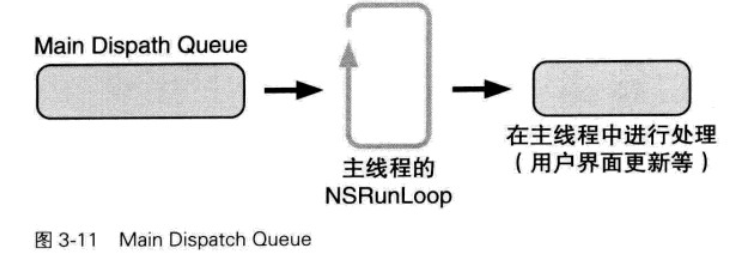 Main Dispath Queue
主线程的
NSRunLoop
在主线程中进行处理
（用户界面更新等）
图 3-11 Main Dispatch Queue